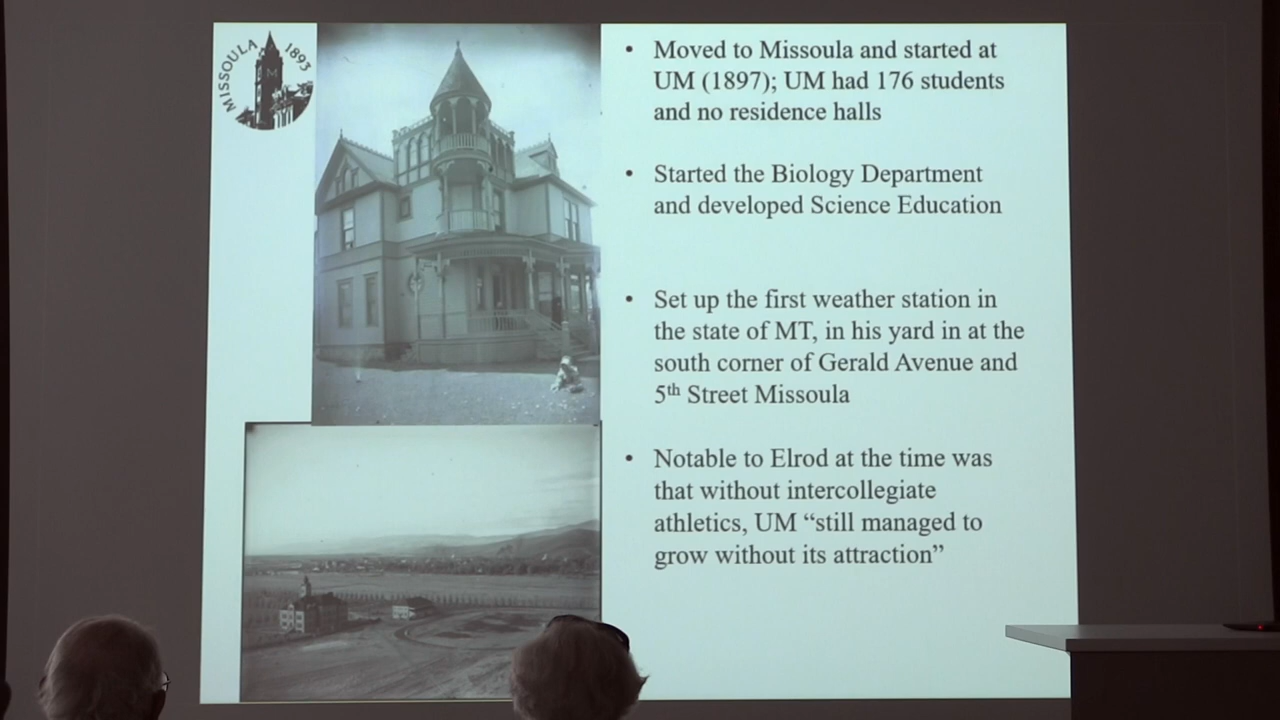 MISSOULA 1893
M
• Moved to Missoula and started at
UM (1897); UM had 176 students
and no residence halls
• Started the Biology Department
and developed Science Education
• Set up the first weather station in
the state of MT, in his yard in at the
south corner of Gerald Avenue and
5th Street Missoula
• Notable to Elrod at the time was
that without intercollegiate
athletics, UM “still managed to
grow without its attraction”